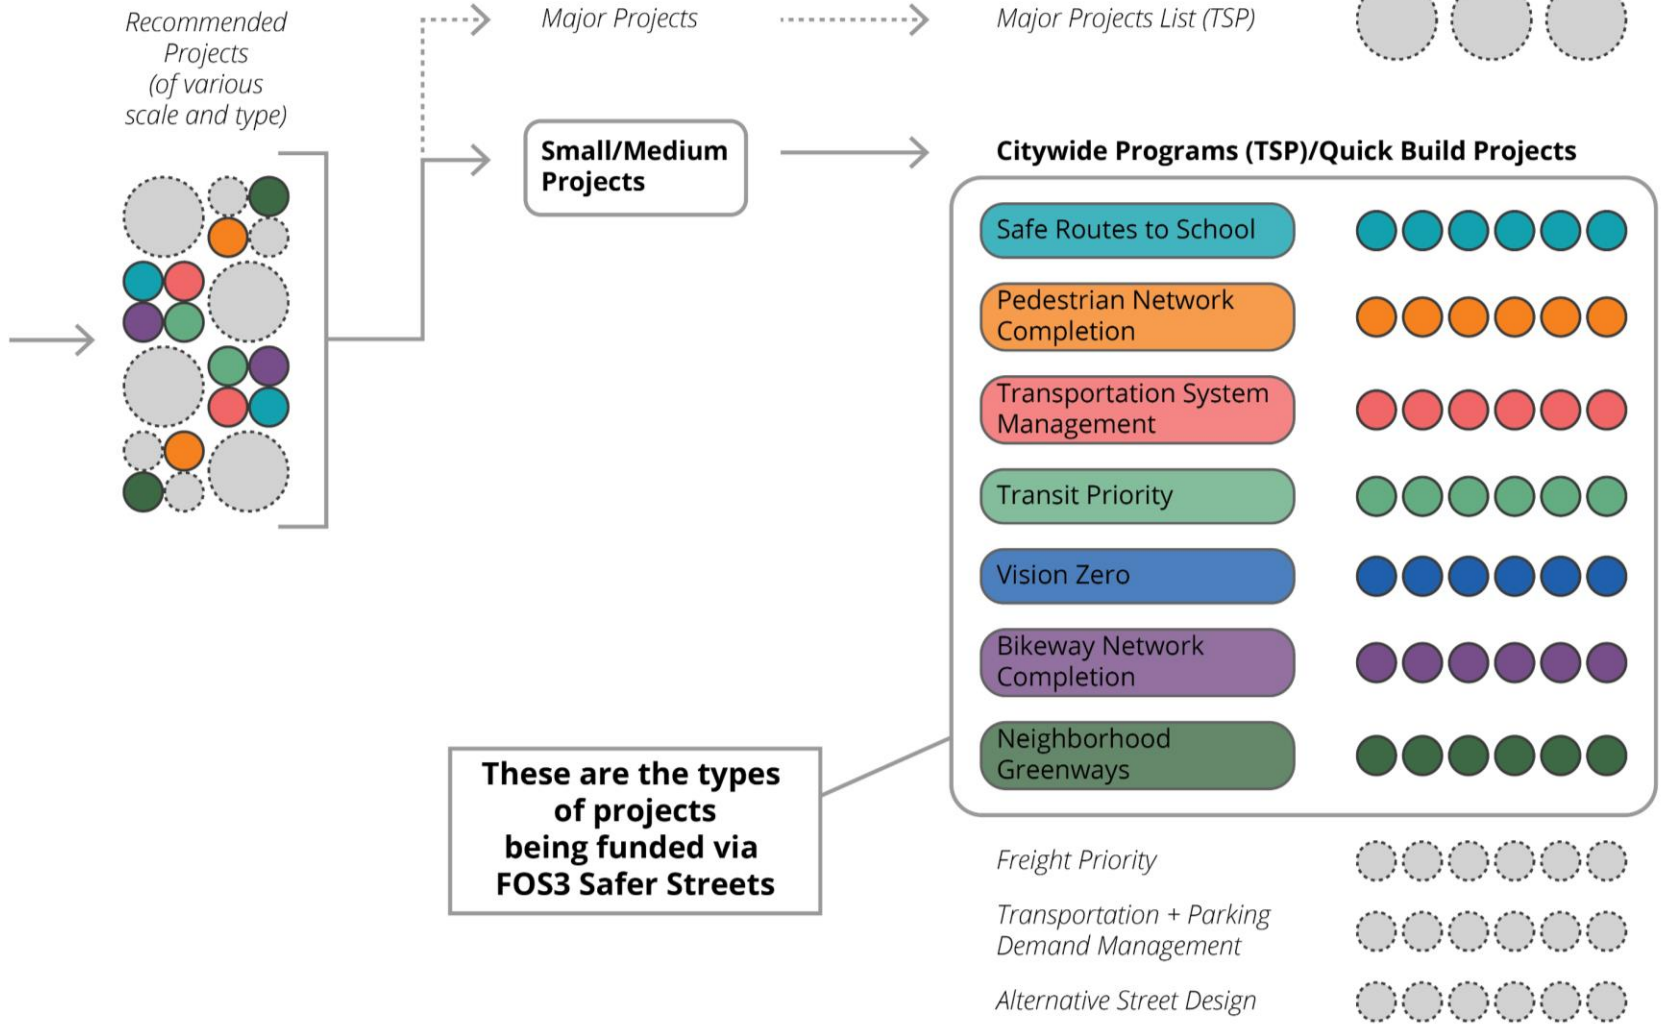 Recommended
Projects
(of various
scale and type)
Major Projects
Major Projects List (TSP)
Small/Medium
Projects
Citywide Programs (TSP)/Quick Build Projects
Safe Routes to School
Pedestrian Network
Completion
Transportation System
Management
Transit Priority
Vision Zero
Bikeway Network
Completion
Neighborhood
Greenways
These are the types
of projects
being funded via
FOS3 Safer Streets
Freight Priority
Transportation + Parking
Demand Management
Alternative Street Design